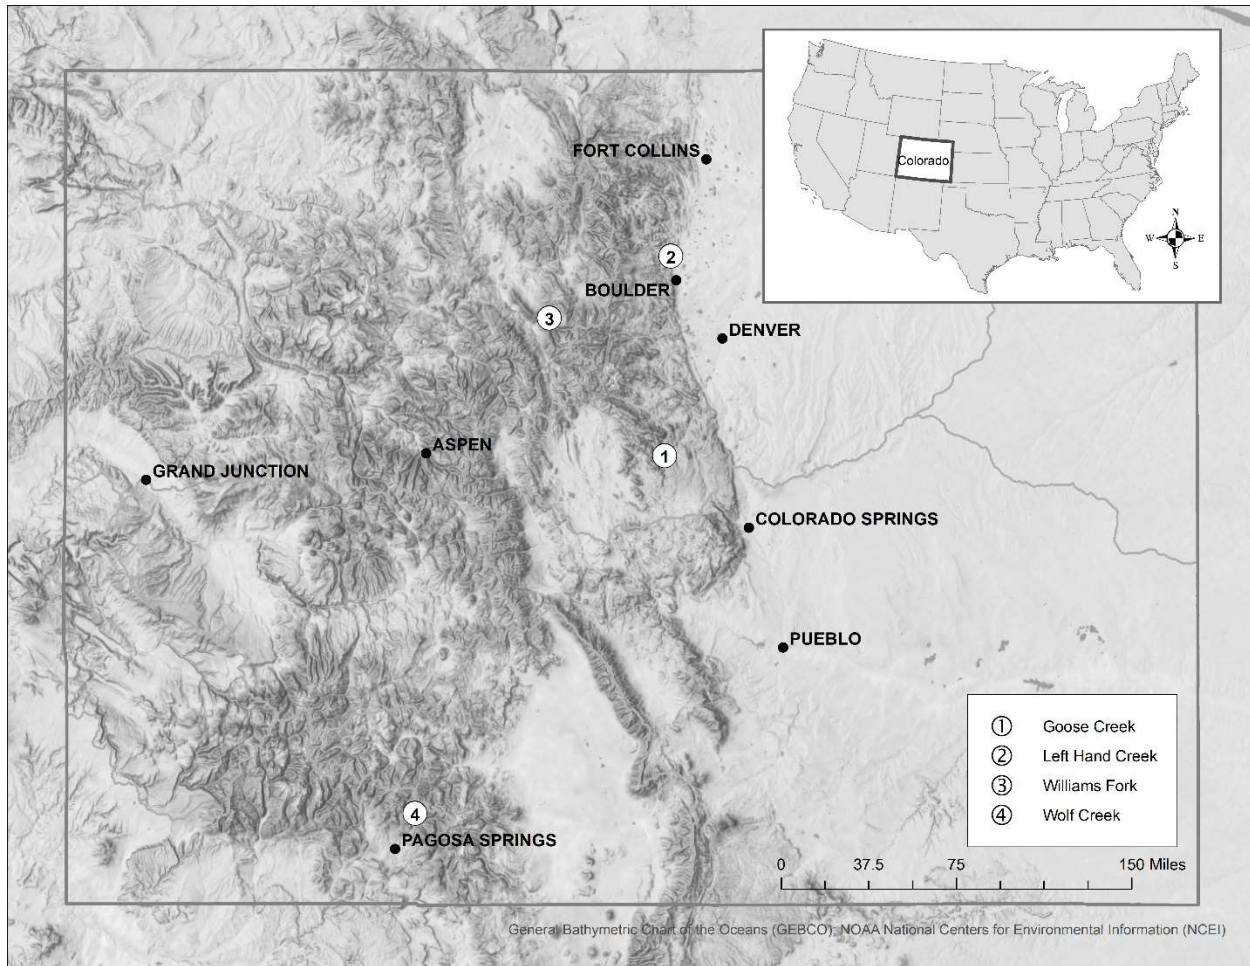 Colorado
N
W
E
S
FORT COLLINS
2
BOULDER
3
DENVER
ASPEN
1
GRAND JUNCTION
COLORADO SPRINGS
PUEBLO
1 Goose Creek
2 Left Hand Creek
3 Williams Fork
4 Wolf Creek
4
PAGOSA SPRINGS
0 37.5 75 150 Miles
General Bathymetric Chart of the Oceans (GEBCO); NOAA National Centers for Environmental Information (NCEI)